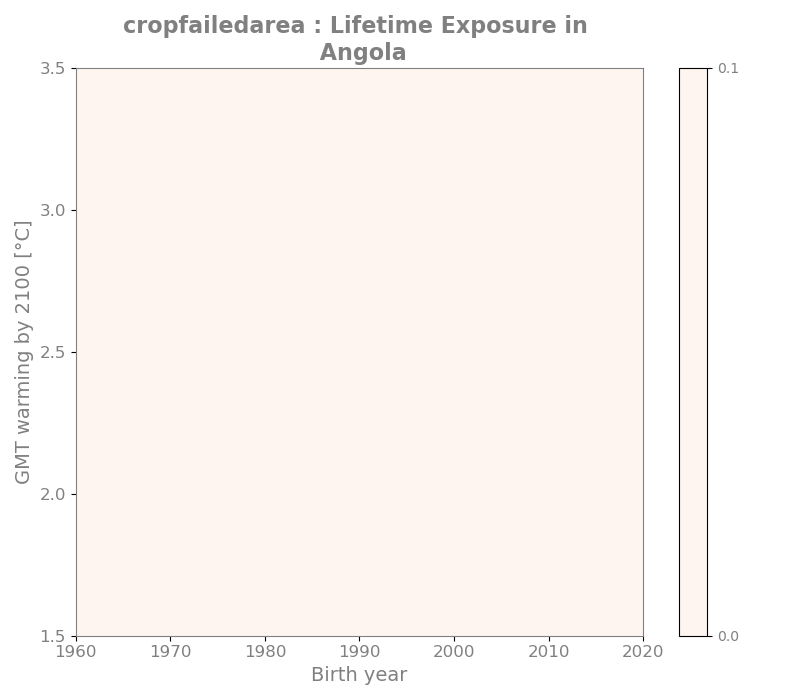 cropfailedarea : Lifetime Exposure in
Angola
3.5
3.0
2.5
2.0
1.5
GMT warming by 2100 [°C]
1960 1970 1980 1990 2000 2010 2020
Birth year
0.1
0.0